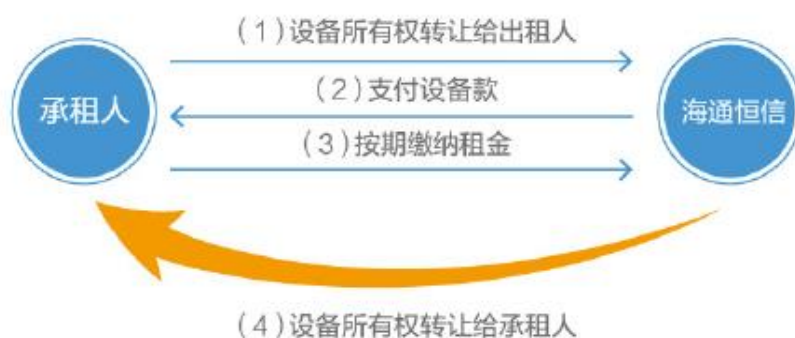 (1)设备所有权转让给出租人
(2)支付设备款
承租人
海通恒信
(3)按期缴纳租金
(4)设备所有权转让给承租人